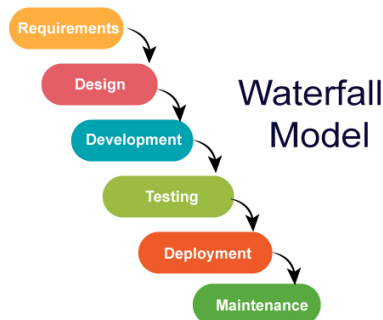 Requirements
Design
Waterfall
Model
Development
Testing
Deployment
Maintenance